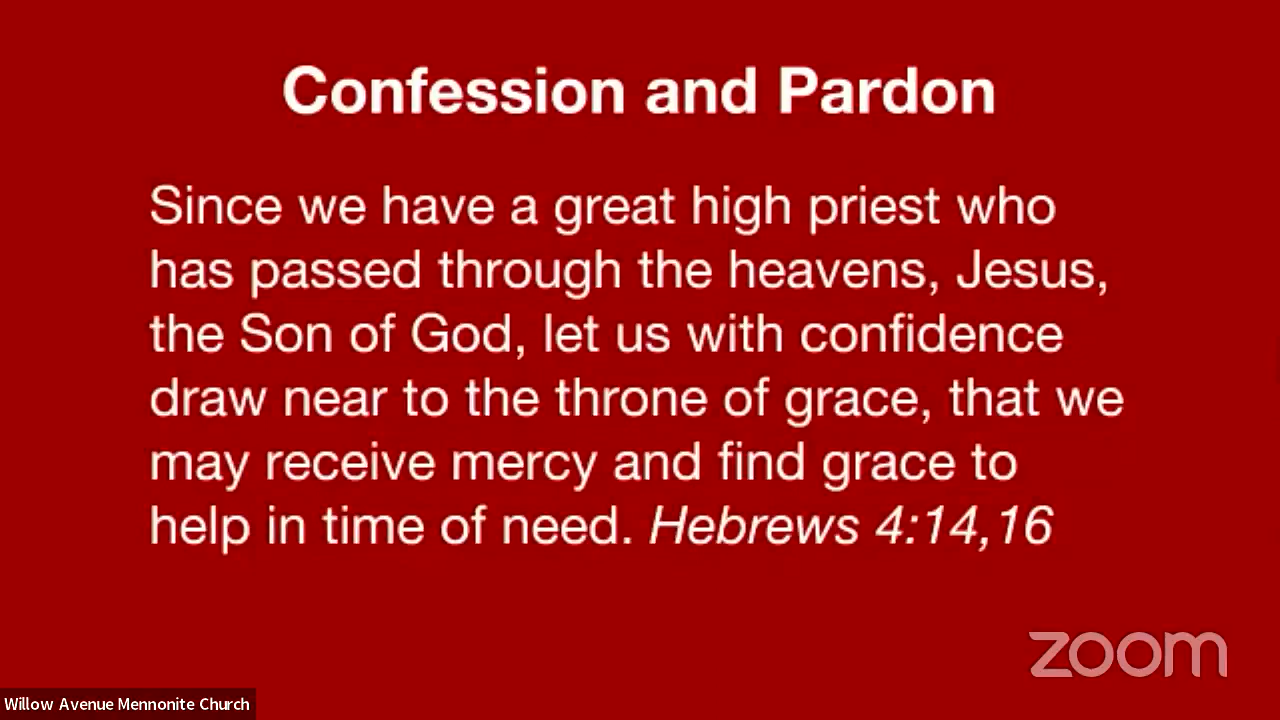 Confession and Pardon
Since we have a great high priest who
has passed through the heavens, Jesus,
the Son of God, let us with confidence
draw near to the throne of grace, that we
may receive mercy and find grace to
help in time of need. Hebrews 4:14,16
zoom
Willow Avenue Mennonite Church